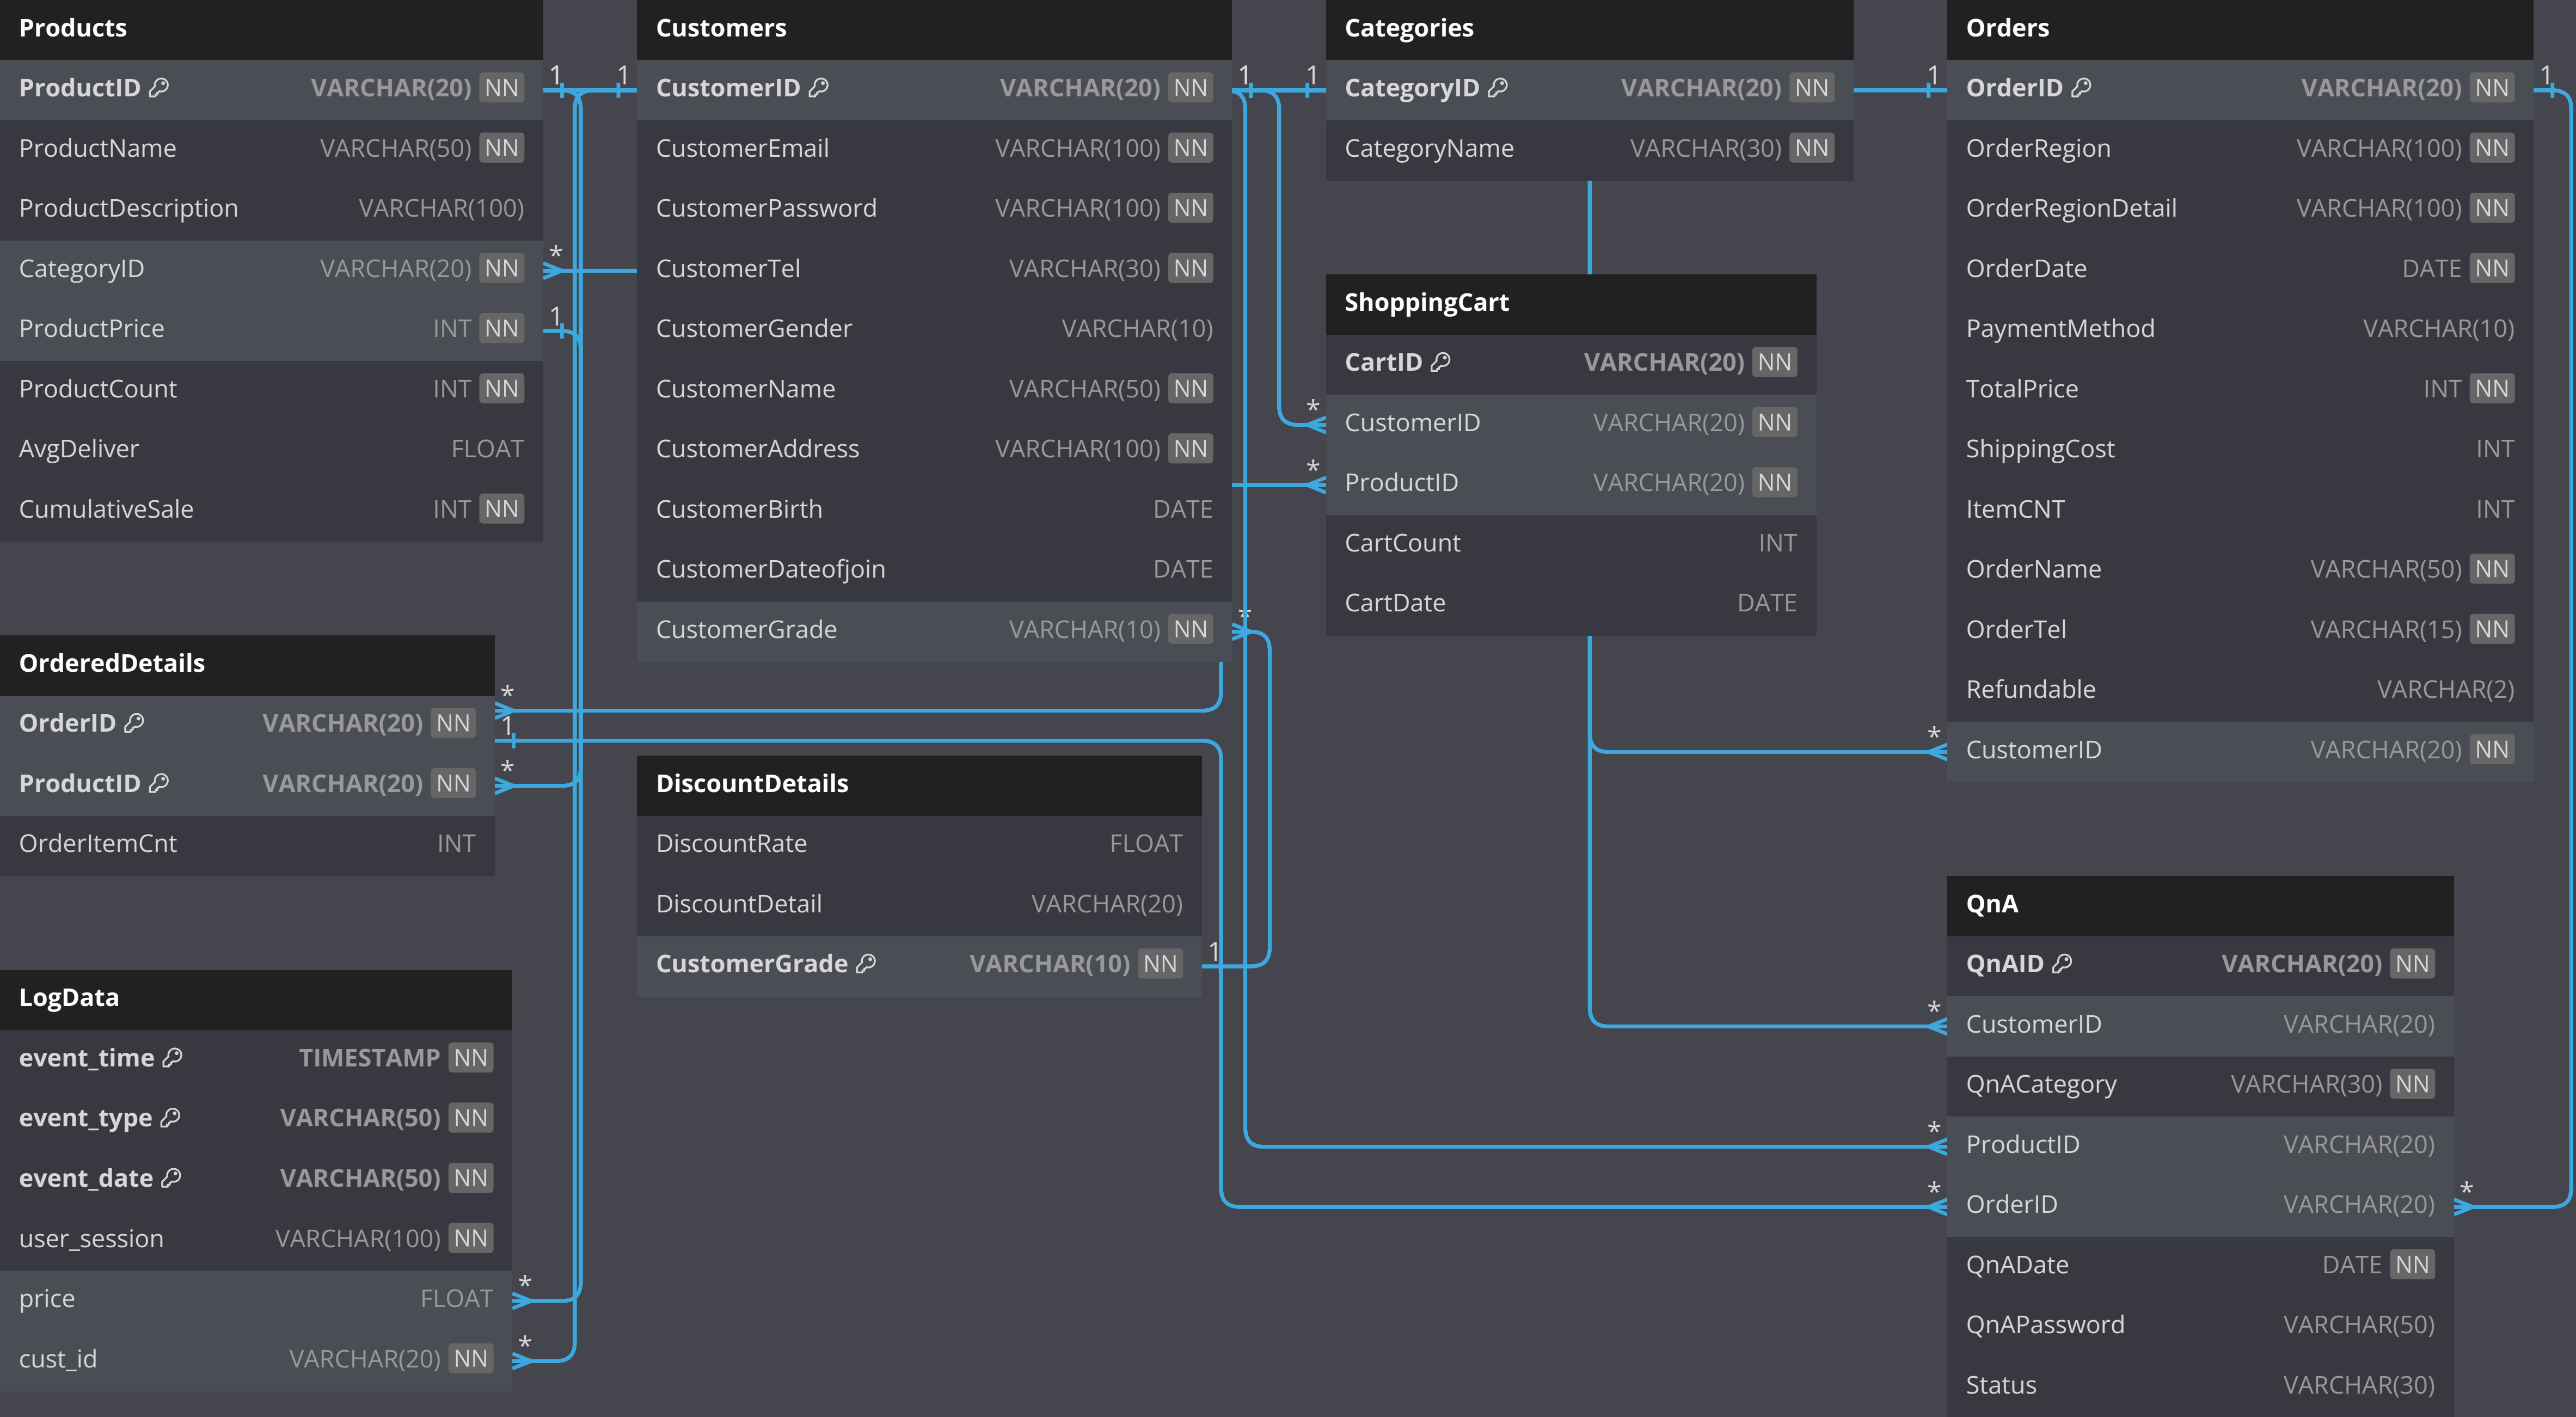 Products
ProductID VARCHAR(20) NN
ProductName VARCHAR(50) NN
ProductDescription VARCHAR(100)
CategoryID VARCHAR(20) NN
ProductPrice INT NN
ProductCount INT NN
AvgDeliver FLOAT
CumulativeSale INT NN
1
*
1
1
Customers
CustomerID VARCHAR(20) NN
CustomerEmail VARCHAR(100) NN
CustomerPassword VARCHAR(100) NN
CustomerTel VARCHAR(30) NN
CustomerGender VARCHAR(10)
CustomerName VARCHAR(50) NN
CustomerAddress VARCHAR(100) NN
CustomerBirth DATE
CustomerDateofjoin DATE
CustomerGrade VARCHAR(10) NN
1
*
1
Categories
CategoryID VARCHAR(20) NN
CategoryName VARCHAR(30) NN
ShoppingCart
CartID VARCHAR(20) NN
* CustomerID VARCHAR(20) NN
* ProductID VARCHAR(20) NN
CartCount INT
CartDate DATE
1
Orders
OrderID VARCHAR(20) NN
1
OrderRegion VARCHAR(100) NN
OrderRegionDetail VARCHAR(100) NN
OrderDate DATE NN
PaymentMethod VARCHAR(10)
TotalPrice INT NN
ShippingCost INT
ItemCNT INT
OrderName VARCHAR(50) NN
OrderTel VARCHAR(15) NN
Refundable VARCHAR(2)
* CustomerID VARCHAR(20) NN
OrderedDetails
OrderID VARCHAR(20) NN
*
1
ProductID VARCHAR(20) NN
*
OrderItemCnt INT
DiscountDetails
DiscountRate FLOAT
DiscountDetail VARCHAR(20)
CustomerGrade VARCHAR(10) NN
1
LogData
event_time TIMESTAMP NN
event_type VARCHAR(50) NN
event_date VARCHAR(50) NN
user_session VARCHAR(100) NN
price FLOAT
*
cust_id VARCHAR(20) NN
*
QnA
QnAID VARCHAR(20) NN
* CustomerID VARCHAR(20)
QnACategory VARCHAR(30) NN
* ProductID VARCHAR(20)
* OrderID VARCHAR(20)
*
QnADate DATE NN
QnAPassword VARCHAR(50)
Status VARCHAR(30)